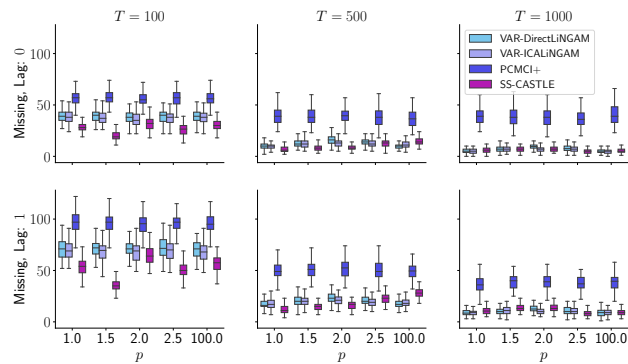 T = 100
T = 500
T = 1000
Missing, Lag: 0
100
50
0
VAR-DirectLiNGAM
VAR-ICALiNGAM
PCMCI+
SS-CASTLE
Missing, Lag: 1
100
50
0
1.0 1.5 2.0 2.5 100.0
1.0 1.5 2.0 2.5 100.0
1.0 1.5 2.0 2.5 100.0
p
p
p